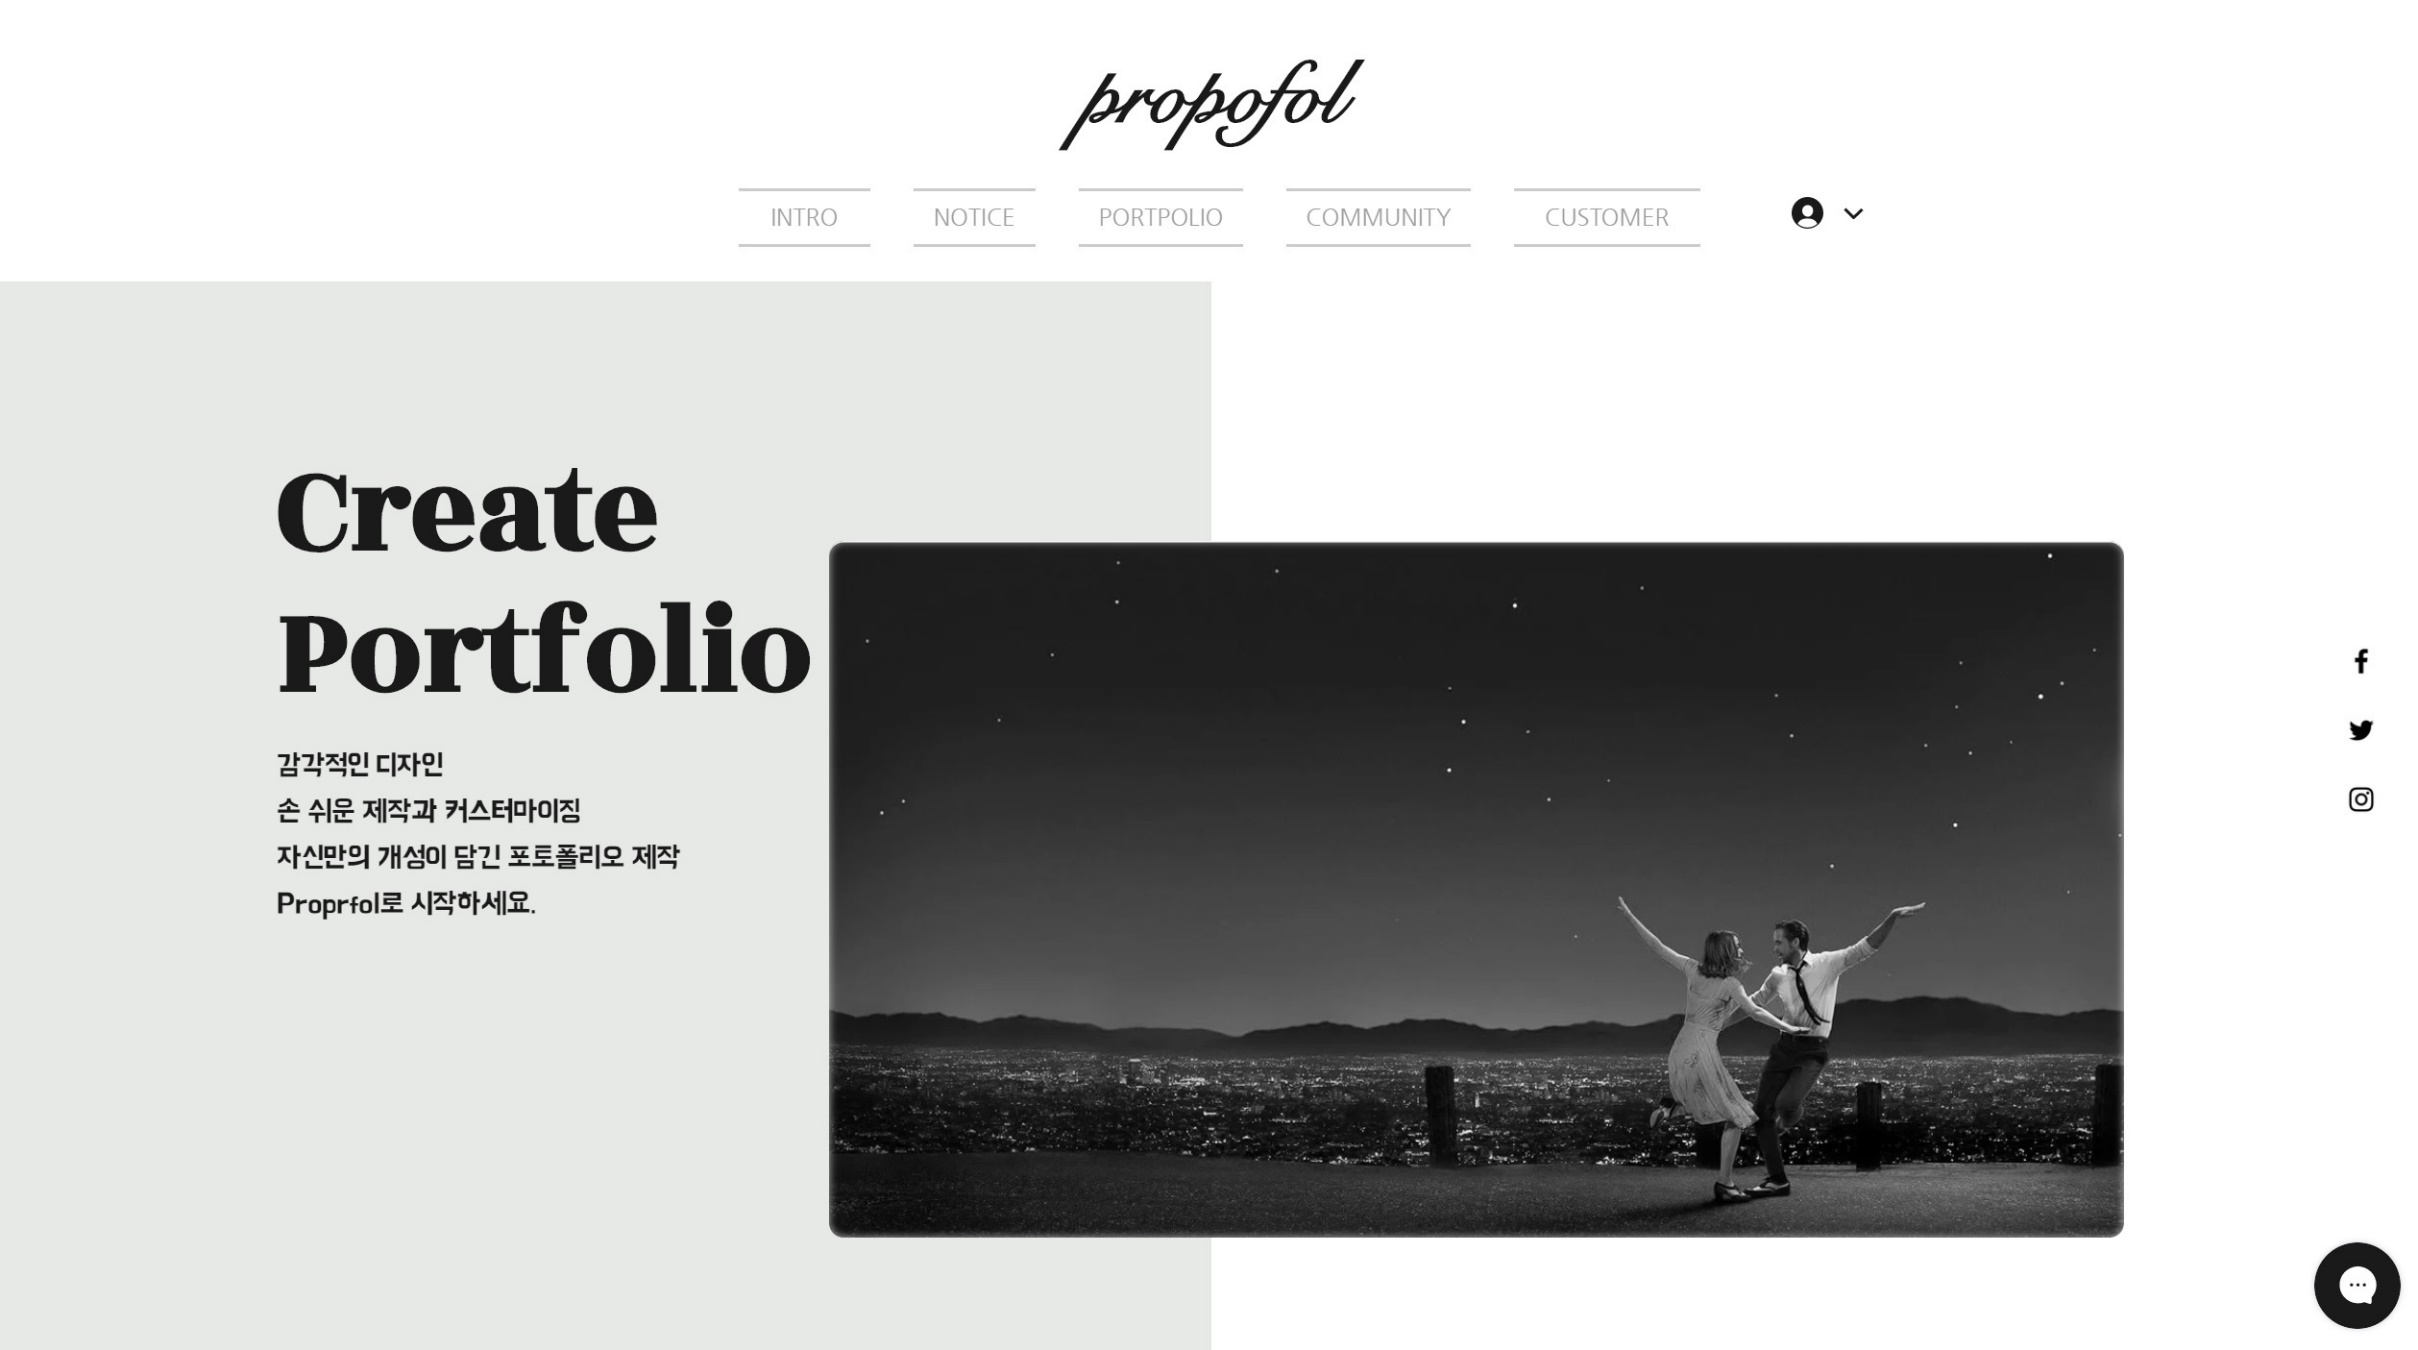 propofol
INTRO NOTICE PORTPOLIO COMMUNITY CUSTOMER
Create
Portfolio
감각적인 디자인
손 쉬운 제작과 커스터마이징
자신만의 개성이 담긴 포토폴리오 제작
Proprfol로 시작하세요.